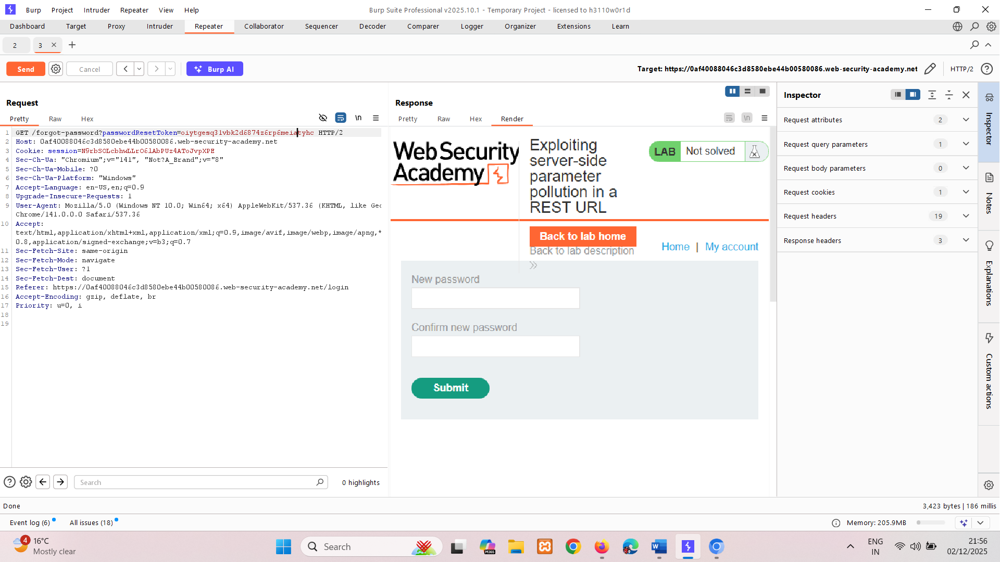 Burp Project Intruder Repeater View Help
Burp Suite Professional v2025.10.1 - Temporary Project - licensed to h3110w0r1d
Dashboard Target Proxy Intruder Repeater Collaborator Sequencer Decoder Comparer Logger Organizer Extensions Learn
2 3
Send Cancel Burp AI
Target: https://0af40088046c3d8580ebe44b00580086.web-security-academy.net HTTP/2
Request
Pretty Raw Hex
\n
1 GET /forgot-password?passwordResetToken=oiytgesq31vbk2d6874z6rp6meiatyhc HTTP/2
2 Host: 0af40088046c3d8580ebe44b00580086.web-security-academy.net
3 Cookie: session=N9rbSOLcbhwLLrO6lAbPUz4AToJvpXPE
4 Sec-Ch-Ua: "Chromium";v="141", "Not?A_Brand";v="8"
5 Sec-Ch-Ua-Mobile: ?0
6 Sec-Ch-Ua-Platform: "Windows"
7 Accept-Language: en-US,en;q=0.9
8 Upgrade-Insecure-Requests: 1
9 User-Agent: Mozilla/5.0 (Windows NT 10.0; Win64; x64) AppleWebKit/537.36 (KHTML, like Gec
Chrome/141.0.0.0 Safari/537.36
10 Accept:
text/html,application/xhtml+xml,application/xml;q=0.9,image/avif,image/webp,image/apng,*
0.8,application/signed-exchange;v=b3;q=0.7
11 Sec-Fetch-Site: same-origin
12 Sec-Fetch-Mode: navigate
13 Sec-Fetch-User: ?1
14 Sec-Fetch-Dest: document
15 Referer: https://0af40088046c3d8580ebe44b00580086.web-security-academy.net/login
16 Accept-Encoding: gzip, deflate, br
17 Priority: u=0, i
18
19
Search
0 highlights
Response
Pretty Raw Hex Render
\n
Web Security
Academy
Exploiting
server-side
parameter
pollution in a
REST URL
LAB Not solved
Back to lab home
Back to lab description
Home | My account
New password
Confirm new password
Submit
Inspector
Request attributes 2
Request query parameters 1
Request body parameters 0
Request cookies 1
Request headers 19
Response headers 3
Inspector
Notes
Explanations
Custom actions
Done
3,423 bytes | 186 millis
Event log (6) All issues (18)
Memory: 205.9MB
4
16°C
Mostly clear
Search
M365
ENG
IN
21:56
02/12/2025